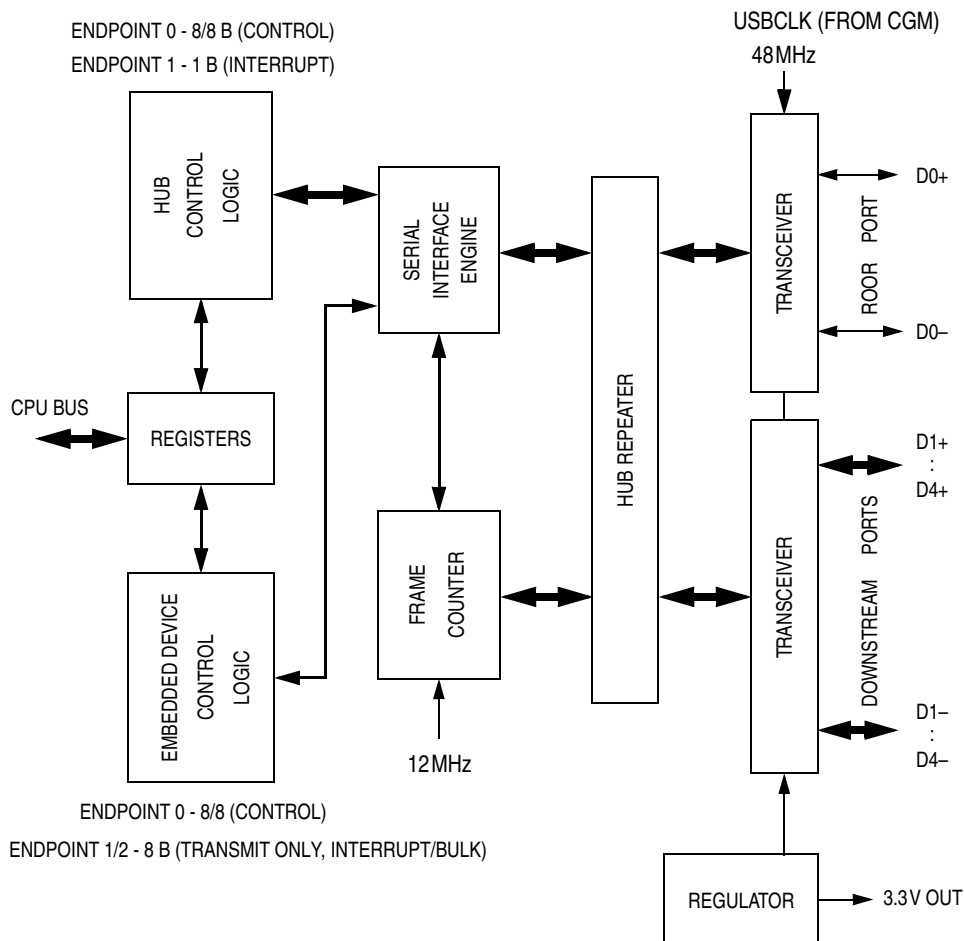 ENDPOINT 0 - 8/8 B (CONTROL)
ENDPOINT 1 - 1 B (INTERRUPT)
USBCLK (FROM CGM)
48MHz
HUB
CONTROL
LOGIC
SERIAL
INTERFACE
ENGINE
HUB REPEATER
TRANSCEIVER
D0+
ROOR PORT
D0–
CPU BUS
REGISTERS
D1+
:
D4+
TRANSCEIVER
DOWNSTREAM PORTS
D1–
:
D4–
EMBEDDED DEVICE
CONTROL
LOGIC
FRAME
COUNTER
12MHz
ENDPOINT 0 - 8/8 (CONTROL)
ENDPOINT 1/2 - 8 B (TRANSMIT ONLY, INTERRUPT/BULK)
REGULATOR
3.3V OUT